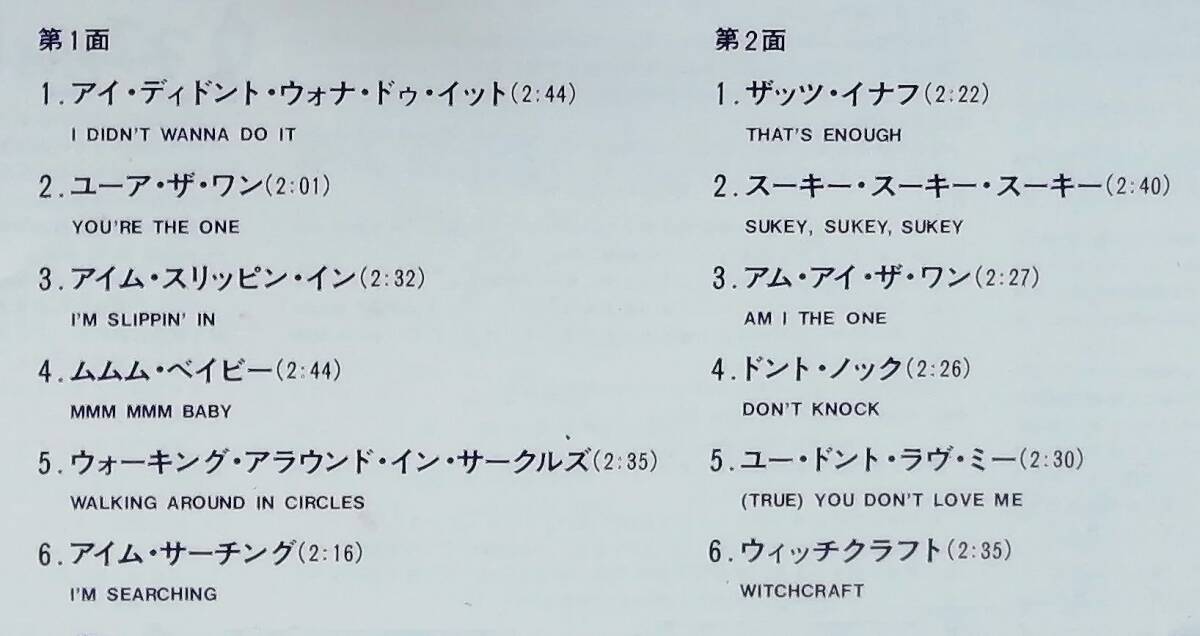 第1面
1.アイ・ディドント・ウォナ・ドゥ・イット(2:44)
I DIDN'T WANNA DO IT
2.ユーア・ザ・ワン(2:01)
YOU'RE THE ONE
3.アイム・スリッピン・イン(2:32)
I'M SLIPPIN' IN
4.ムムム・ベイビー(2:44)
MMM MMM BABY
5.ウォーキング・アラウンド・イン・サークルズ(2:35)
WALKING AROUND IN CIRCLES
6.アイム・サーチング(2:16)
I'M SEARCHING
第2面
1.ザッツ・イナフ(2:22)
THAT'S ENOUGH
2.スーキー・スーキー・スーキー(2:40)
SUKEY, SUKEY, SUKEY
3.アム・アイ・ザ・ワン(2:27)
AM I THE ONE
4.ドント・ノック(2:26)
DON'T KNOCK
5.ユー・ドント・ラヴ・ミー(2:30)
(TRUE) YOU DON'T LOVE ME
6.ウィッチクラフト(2:35)
WITCHCRAFT